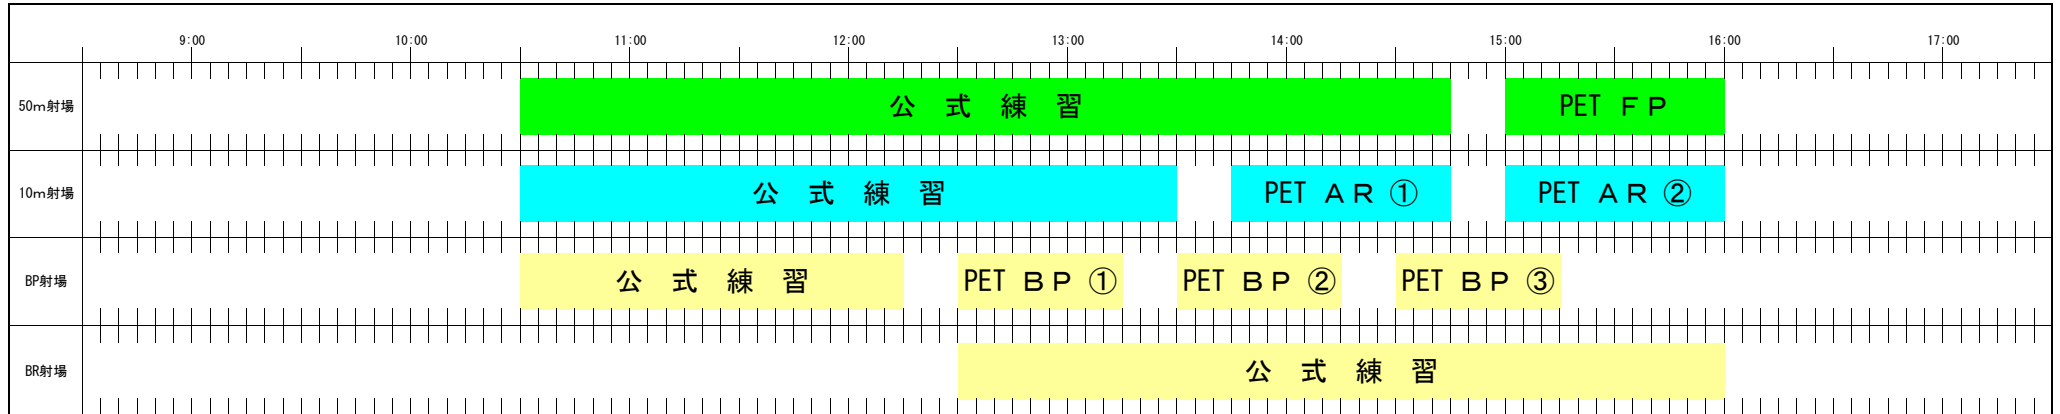 9:00 10:00 11:00 12:00 13:00 14:00 15:00 16:00 17:00
50m射場 公 式 練 習 PET ＦＰ
10m射場 公 式 練 習 PET ＡＲ ① PET ＡＲ ②
BP射場 公 式 練 習 PET ＢＰ ① PET ＢＰ ② PET ＢＰ ③
BR射場 公 式 練 習